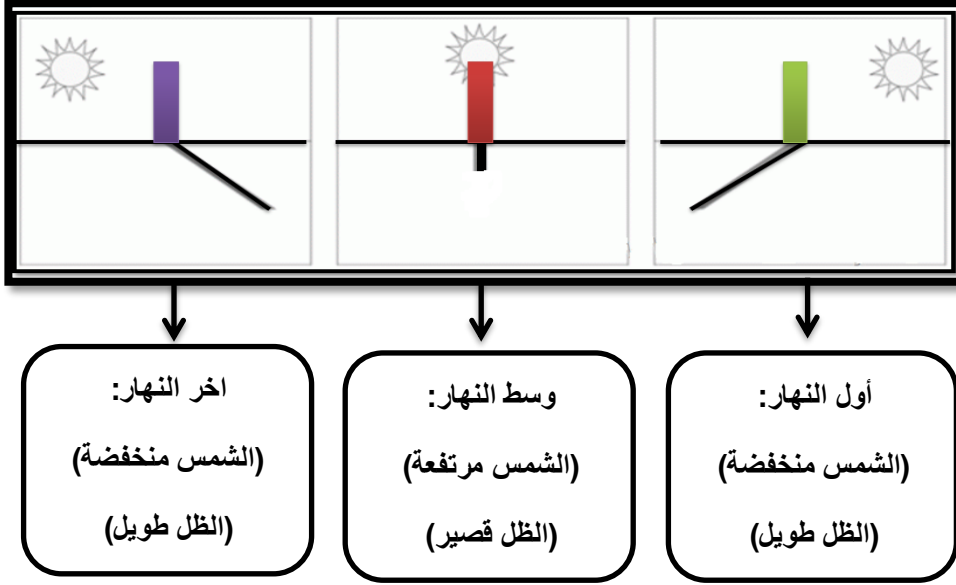 أول النهار:
(الشمس منخفضة)
(الظل طويل)
وسط النهار:
(الشمس مرتفعة)
(الظل قصير)
اخر النهار:
(الشمس منخفضة)
(الظل طويل)